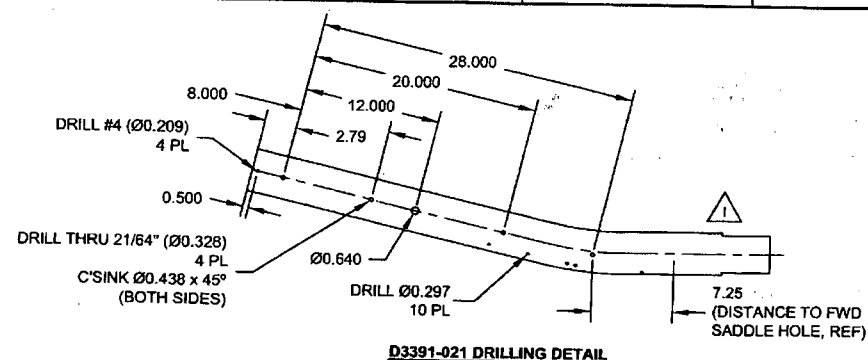 28.000
20.000
8.000
12.000
2.79
DRILL #4 (Ø0.209)
4 PL
0.500
DRILL THRU 21/64" (Ø0.328)
4 PL
C'SINK Ø0.438 x 45°
(BOTH SIDES)
Ø0.640
DRILL Ø0.297
10 PL
1
7.25
(DISTANCE TO FWD
SADDLE HOLE, REF)
D3391-021 DRILLING DETAIL